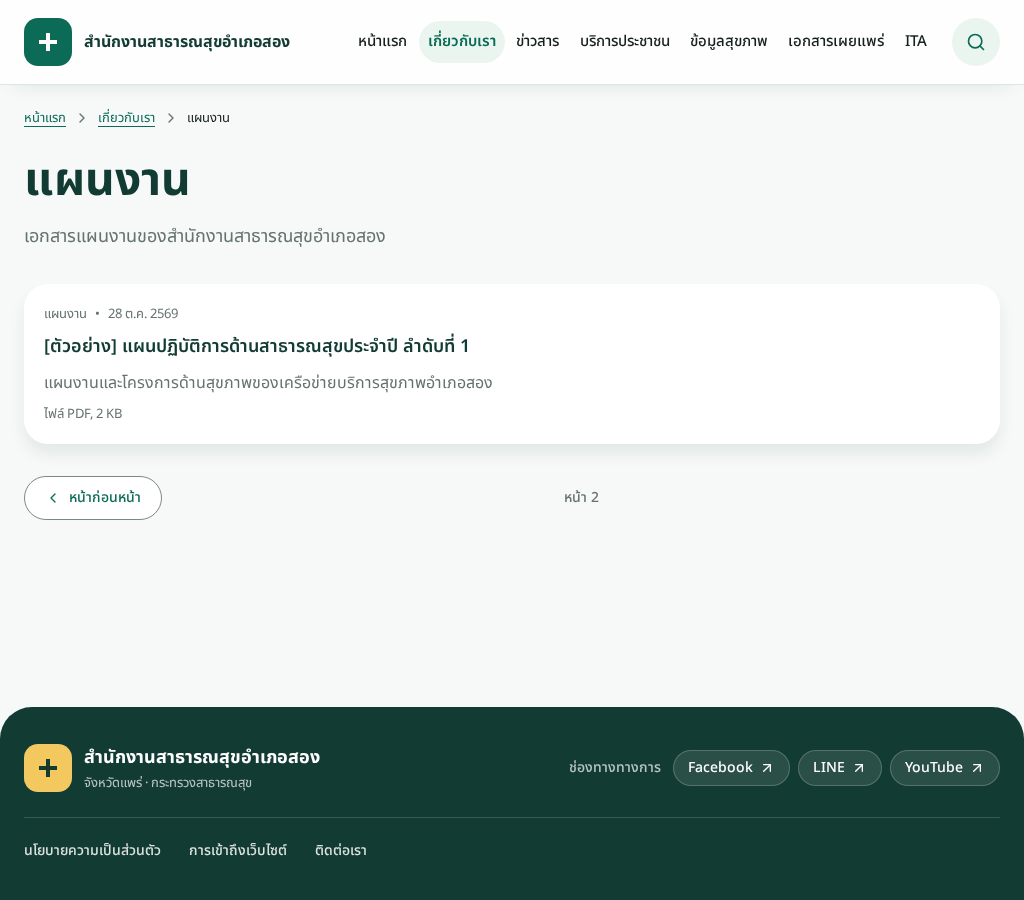 สำนักงานสาธารณสุขอำเภอสอง
หน้าแรก เกี่ยวกับเรา ข่าวสาร บริการประชาชน ข้อมูลสุขภาพ เอกสารเผยแพร่ ITA
หน้าแรก เกี่ยวกับเรา แผนงาน
แผนงาน
เอกสารแผนงานของสำนักงานสาธารณสุขอำเภอสอง
แผนงาน • 28 ต.ค. 2569
[ตัวอย่าง] แผนปฏิบัติการด้านสาธารณสุขประจำปี ลำดับที่ 1
แผนงานและโครงการด้านสุขภาพของเครือข่ายบริการสุขภาพอำเภอสอง
ไฟล์ PDF, 2 KB
หน้าก่อนหน้า
หน้า 2
สำนักงานสาธารณสุขอำเภอสอง
จังหวัดแพร่ · กระทรวงสาธารณสุข
ช่องทางทางการ Facebook LINE YouTube
นโยบายความเป็นส่วนตัว การเข้าถึงเว็บไซต์ ติดต่อเรา